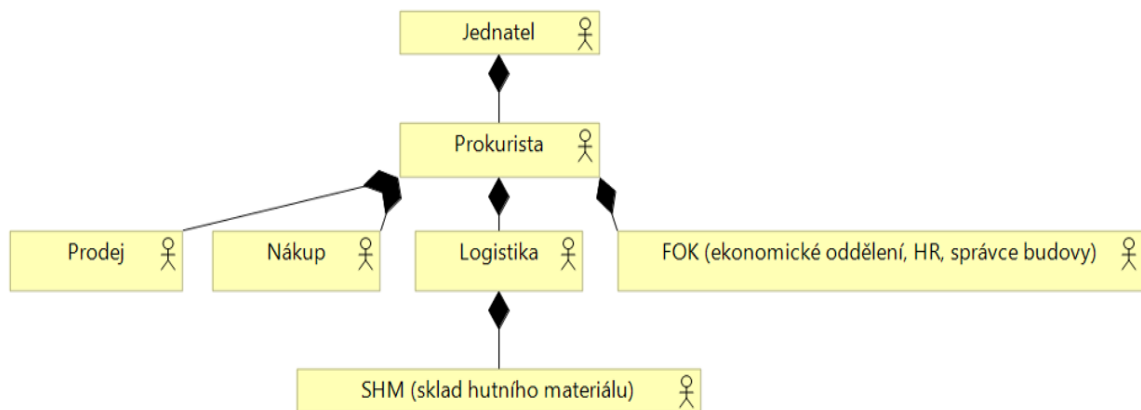 Jednatel
Prokurista
Prodej
Nákup
Logistika
FOK (ekonomické oddělení, HR, správce budovy)
SHM (sklad hutního materiálu)